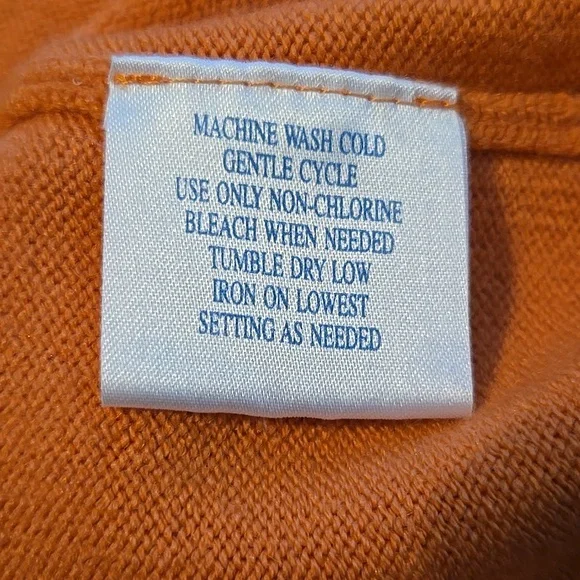 MACHINE WASH COLD
GENTLE CYCLE
USE ONLY NON-CHLORINE
BLEACH WHEN NEEDED
TUMBLE DRY LOW
IRON ON LOWEST
SETTING AS NEEDED